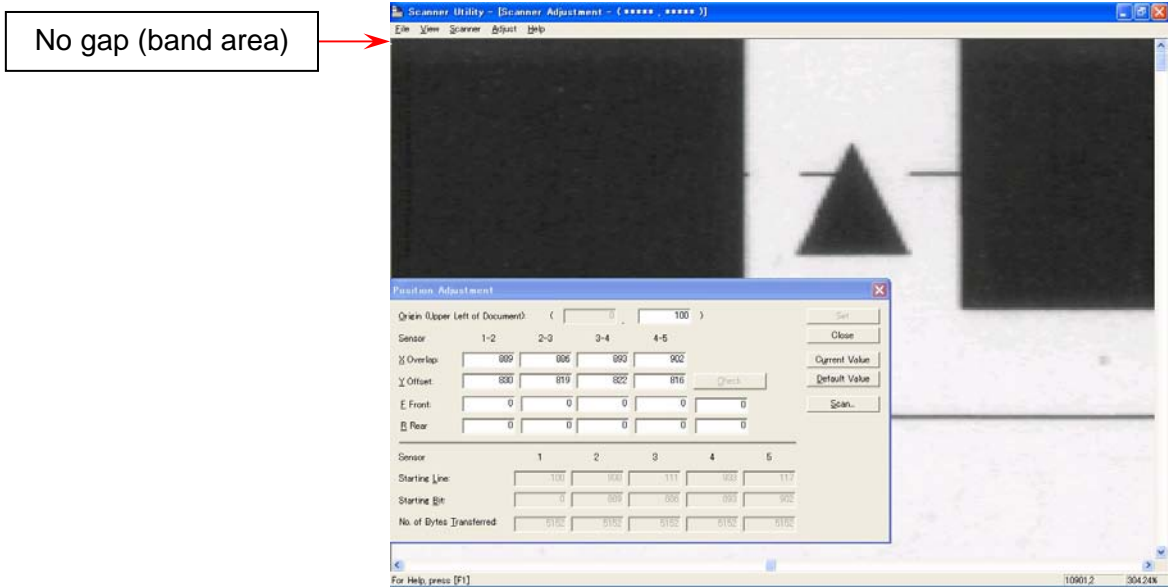 No gap (band area)
Scanner Utility - [Scanner Adjustment - ( ***** , ***** )]
File View Scanner Adjust Help
Position Adjustment
Origin (Upper Left of Document): ( 0 , 100 ) Set
Close
Sensor 1-2 2-3 3-4 4-5
X Overlap: 889 886 893 902 Current Value
Y Offset: 830 819 822 816 Check Default Value
F Front: 0 0 0 0 0 Scan...
R Rear 0 0 0 0 0
Sensor 1 2 3 4 5
Starting Line: 100 930 111 933 117
Starting Bit: 0 889 886 893 902
No. of Bytes Transferred: 5152 5152 5152 5152 5152
For Help, press [F1] 10901,2 304.24%